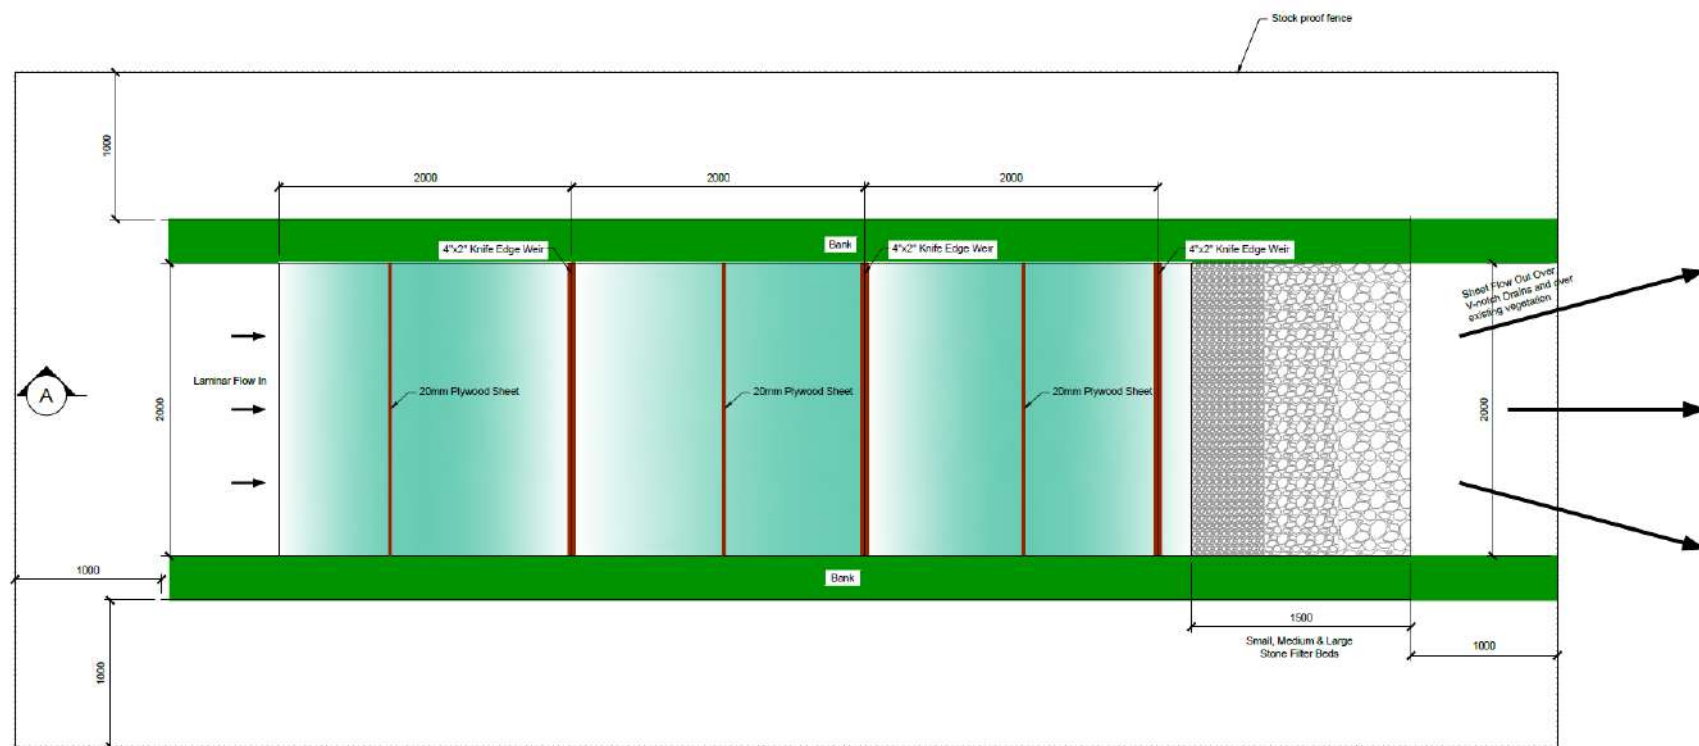 Stock proof fence
1000
2000
2000
2000
Bank
4"x2" Knife Edge Weir
4"x2" Knife Edge Weir
4"x2" Knife Edge Weir
Sheet Flow Out Over
V-notch Drains and over
existing vegetation
Laminar Flow In
A
20mm Plywood Sheet
20mm Plywood Sheet
20mm Plywood Sheet
2000
2000
1000
Bank
1500
Small, Medium & Large
Stone Filter Beds
1000
1000